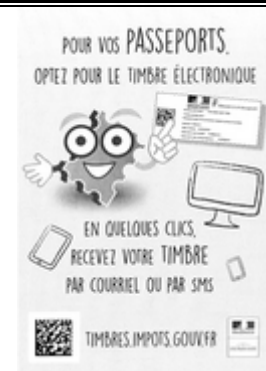 POUR VOS PASSEPORTS,
OPTEZ POUR LE TIMBRE ÉLECTRONIQUE
EN QUELQUES CLICS,
RECEVEZ VOTRE TIMBRE
PAR COURRIEL OU PAR SMS
TIMBRES.IMPOTS.GOUV.FR